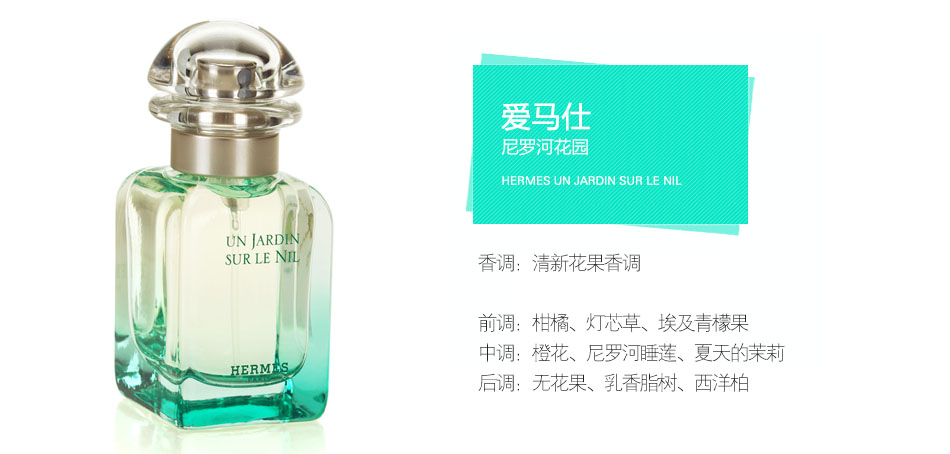 UN JARDIN
SUR LE NIL
HERMES
爱马仕
尼罗河花园
HERMES UN JARDIN SUR LE NIL
香调：清新花果香调
前调：柑橘、灯芯草、埃及青檬果
中调：橙花、尼罗河睡莲、夏天的茉莉
后调：无花果、乳香脂树、西洋柏